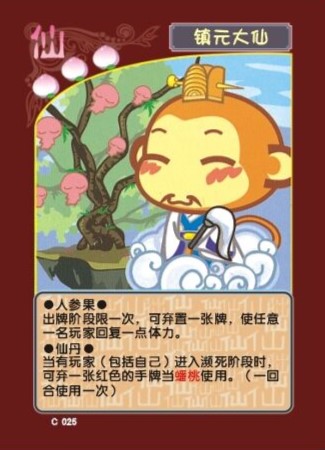 仙
镇元大仙
●人参果●
出牌阶段限一次，可弃置一张牌，使任意
一名玩家回复一点体力。
●仙丹●
当有玩家（包括自己）进入濒死阶段时，
可弃一张红色的手牌当蟠桃使用。（一回
合使用一次）
C 025